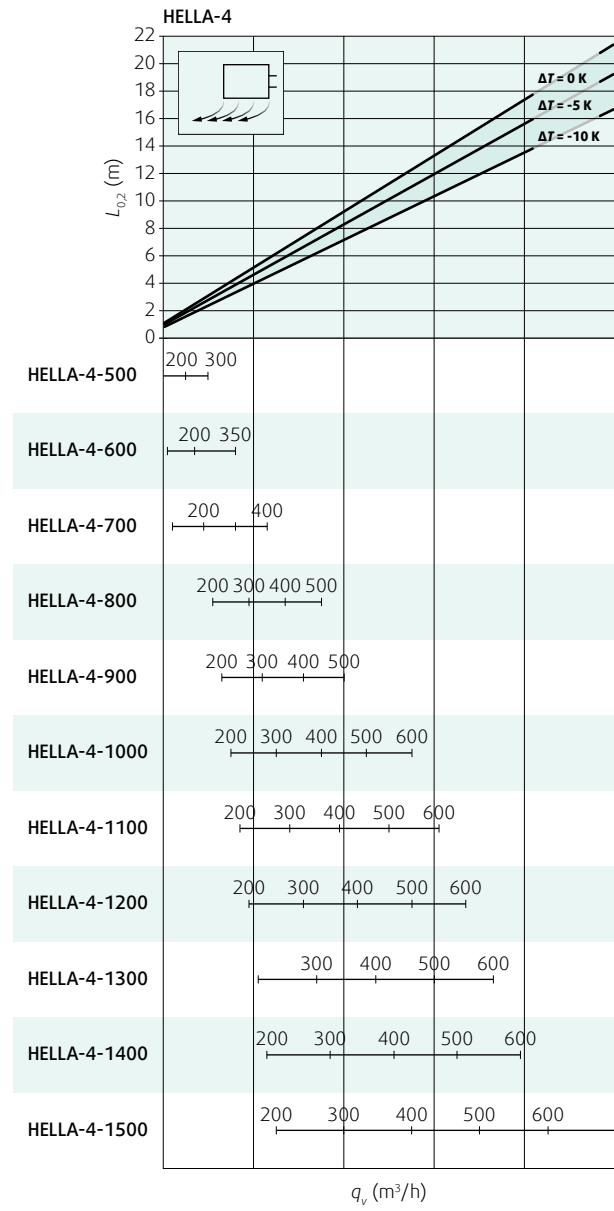 HELLA-4
22
20
18
16
14
12
10
8
6
4
2
0
L0,2 (m)
ΔT = 0 K
ΔT = -5 K
ΔT = -10 K
HELLA-4-500 200 300
HELLA-4-600 200 350
HELLA-4-700 200 400
HELLA-4-800 200 300 400 500
HELLA-4-900 200 300 400 500
HELLA-4-1000 200 300 400 500 600
HELLA-4-1100 200 300 400 500 600
HELLA-4-1200 200 300 400 500 600
HELLA-4-1300 300 400 500 600
HELLA-4-1400 200 300 400 500 600
HELLA-4-1500 200 300 400 500 600
qv (m³/h)